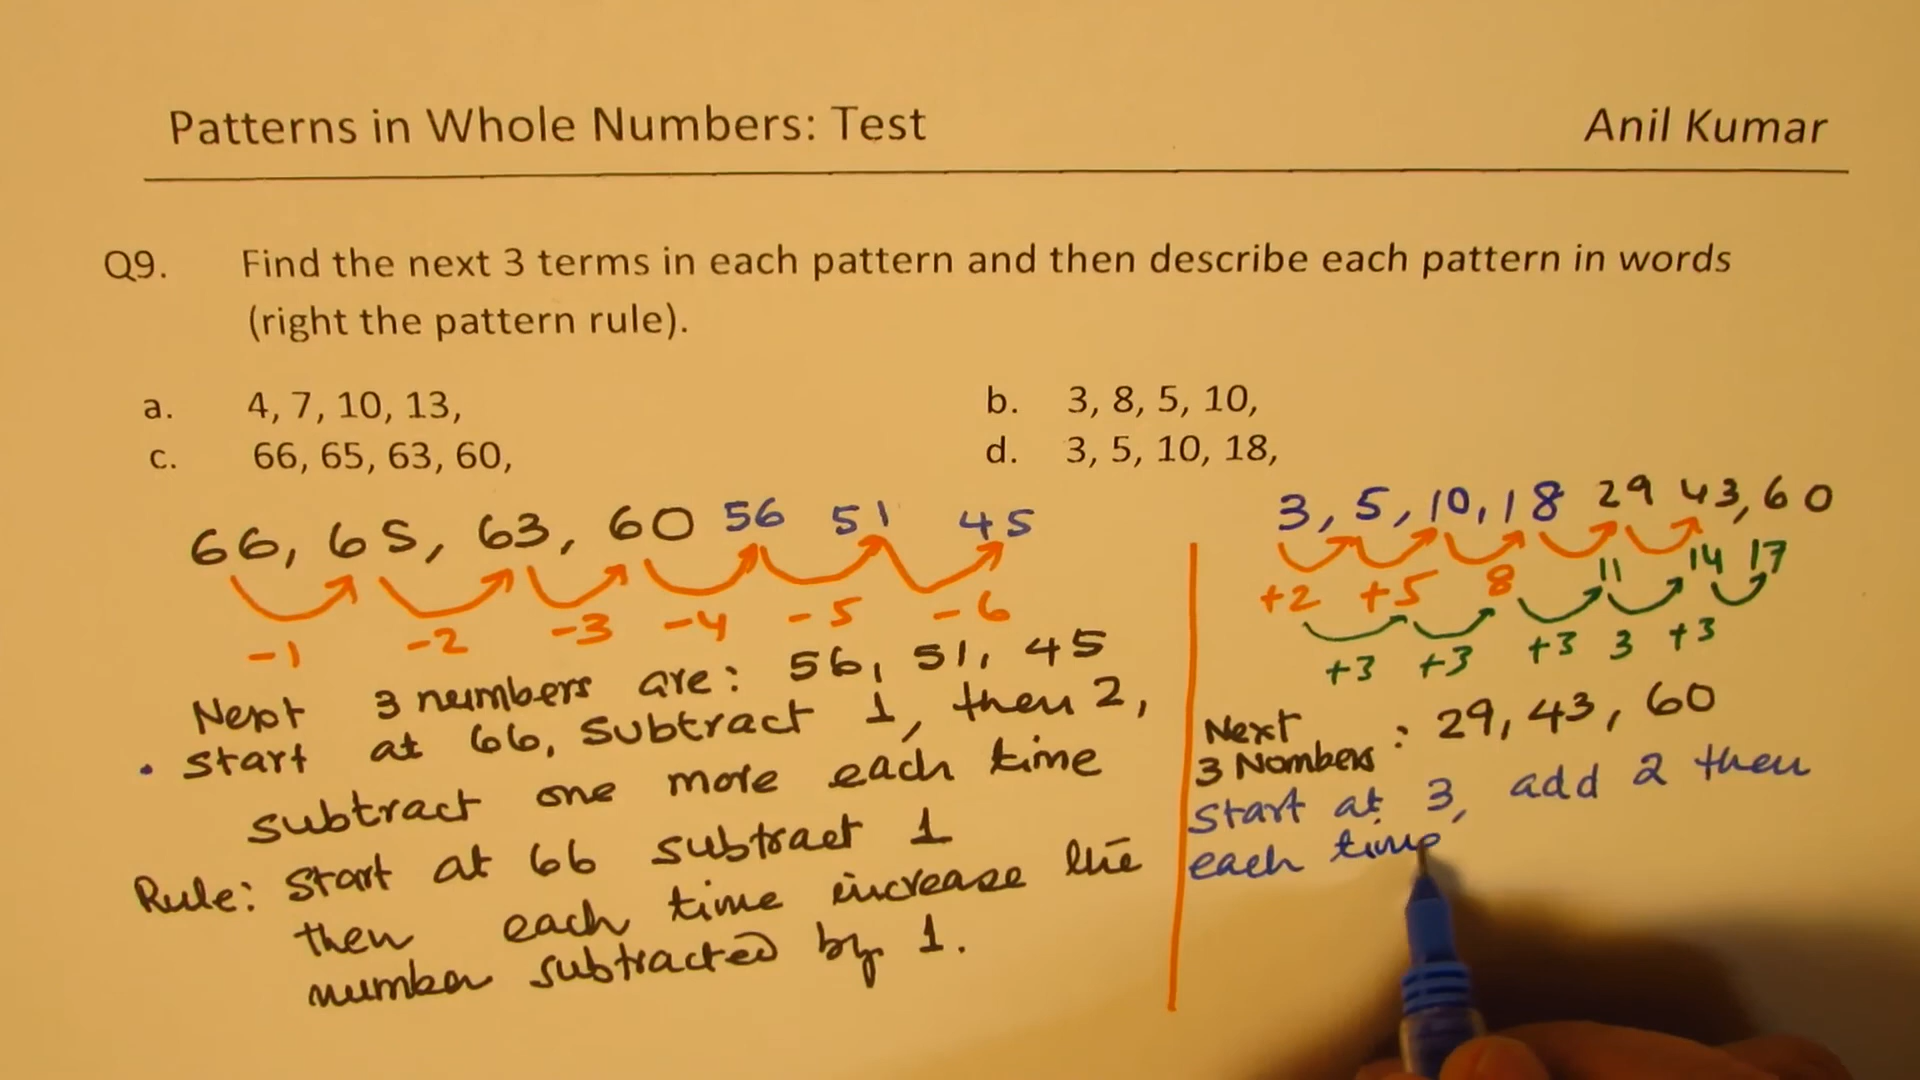 Patterns in Whole Numbers: Test
Anil Kumar
Q9. Find the next 3 terms in each pattern and then describe each pattern in words
(right the pattern rule).
a. 4, 7, 10, 13,
b. 3, 8, 5, 10,
c. 66, 65, 63, 60,
d. 3, 5, 10, 18,
66, 65, 63, 60 56 51 45
-1 -2 -3 -4 -5 -6
Next 3 numbers are: 56, 51, 45
• Start at 66, subtract 1, then 2,
subtract one more each time
Rule: Start at 66 subtract 1
then each time increase the
number subtracted by 1.
3, 5, 10, 18 29 43, 60
+2 +5 8 11 14 17
+3 +3 +3 3 +3
Next
3 Numbers : 29, 43, 60
Start at 3, add 2 then
each time